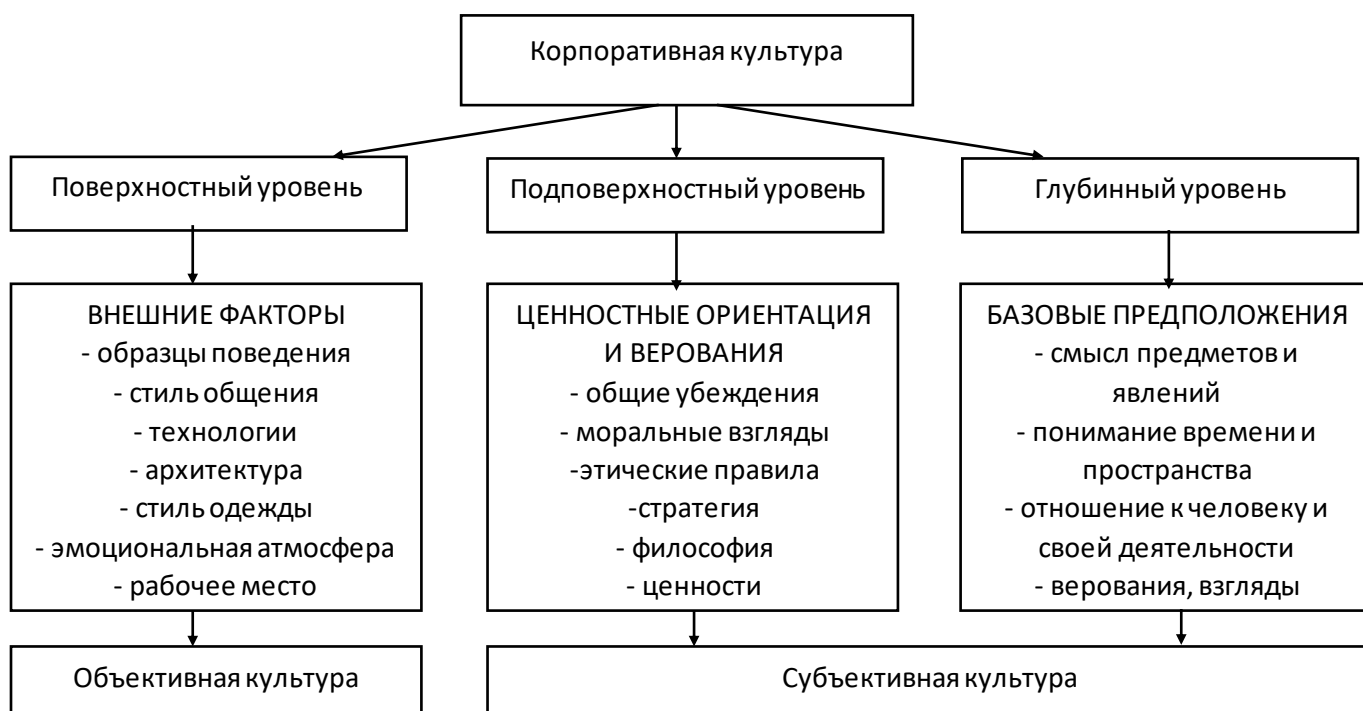 Корпоративная культура
Поверхностный уровень
Подповерхностный уровень
Глубинный уровень
ВНЕШНИЕ ФАКТОРЫ
- образцы поведения
- стиль общения
- технологии
- архитектура
- стиль одежды
- эмоциональная атмосфера
- рабочее место
ЦЕННОСТНЫЕ ОРИЕНТАЦИЯ
И ВЕРОВАНИЯ
- общие убеждения
- моральные взгляды
-этические правила
-стратегия
- философия
- ценности
БАЗОВЫЕ ПРЕДПОЛОЖЕНИЯ
- смысл предметов и
явлений
- понимание времени и
пространства
- отношение к человеку и
своей деятельности
- верования, взгляды
Объективная культура
Субъективная культура